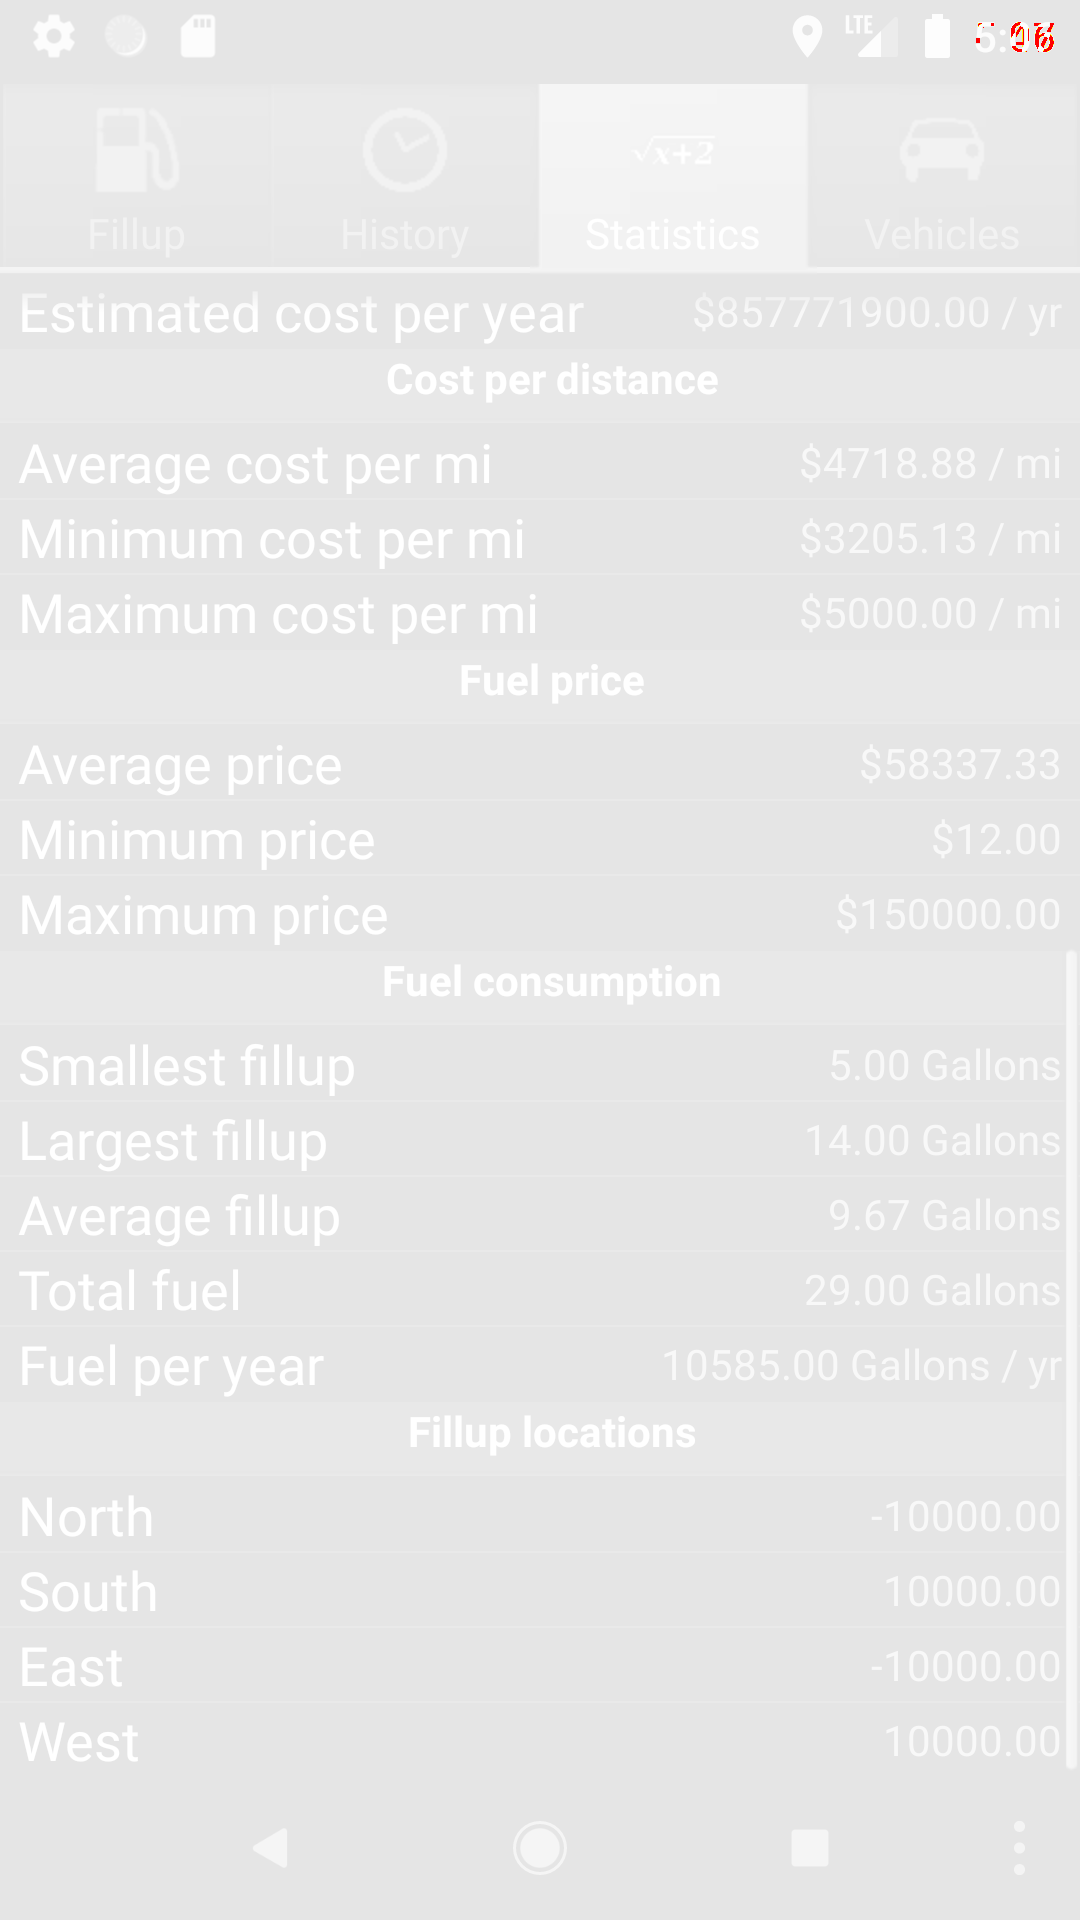 LTE
Fillup History √x+2 Statistics Vehicles
Estimated cost per year $857771900.00 / yr
Cost per distance
Average cost per mi $4718.88 / mi
Minimum cost per mi $3205.13 / mi
Maximum cost per mi $5000.00 / mi
Fuel price
Average price $58337.33
Minimum price $12.00
Maximum price $150000.00
Fuel consumption
Smallest fillup 5.00 Gallons
Largest fillup 14.00 Gallons
Average fillup 9.67 Gallons
Total fuel 29.00 Gallons
Fuel per year 10585.00 Gallons / yr
Fillup locations
North -10000.00
South 10000.00
East -10000.00
West 10000.00